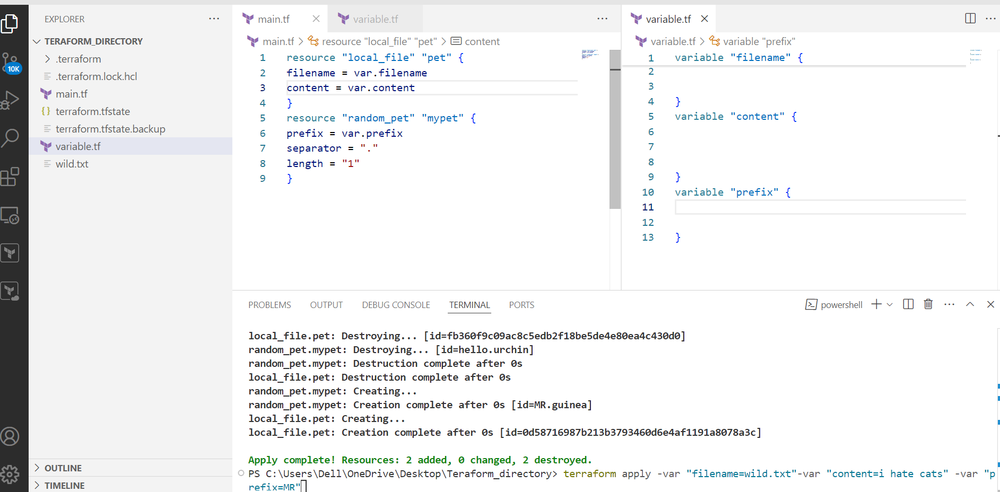 EXPLORER
TERAFORM_DIRECTORY
.terraform
.terraform.lock.hcl
main.tf
terraform.tfstate
terraform.tfstate.backup
variable.tf
wild.txt
OUTLINE
TIMELINE
10K
main.tf
variable.tf
main.tf > resource "local_file" "pet" > content
1 resource "local_file" "pet" {
2 filename = var.filename
3 content = var.content
4 }
5 resource "random_pet" "mypet" {
6 prefix = var.prefix
7 separator = "."
8 length = "1"
9 }
variable.tf
variable.tf > variable "prefix"
1 variable "filename" {
2
3
4 }
5 variable "content" {
6
7
8
9 }
10 variable "prefix" {
11
12
13 }
PROBLEMS OUTPUT DEBUG CONSOLE TERMINAL PORTS
powershell
local_file.pet: Destroying... [id=fb360f9c09ac8c5edb2f18be5de4e80ea4c430d0]
random_pet.mypet: Destroying... [id=hello.urchin]
random_pet.mypet: Destruction complete after 0s
local_file.pet: Destruction complete after 0s
random_pet.mypet: Creating...
random_pet.mypet: Creation complete after 0s [id=MR.guinea]
local_file.pet: Creating...
local_file.pet: Creation complete after 0s [id=0d58716987b213b3793460d6e4af1191a8078a3c]
Apply complete! Resources: 2 added, 0 changed, 2 destroyed.
PS C:\Users\Dell\OneDrive\Desktop\Teraform_directory> terraform apply -var "filename=wild.txt"-var "content=i hate cats" -var "p
refix=MR"